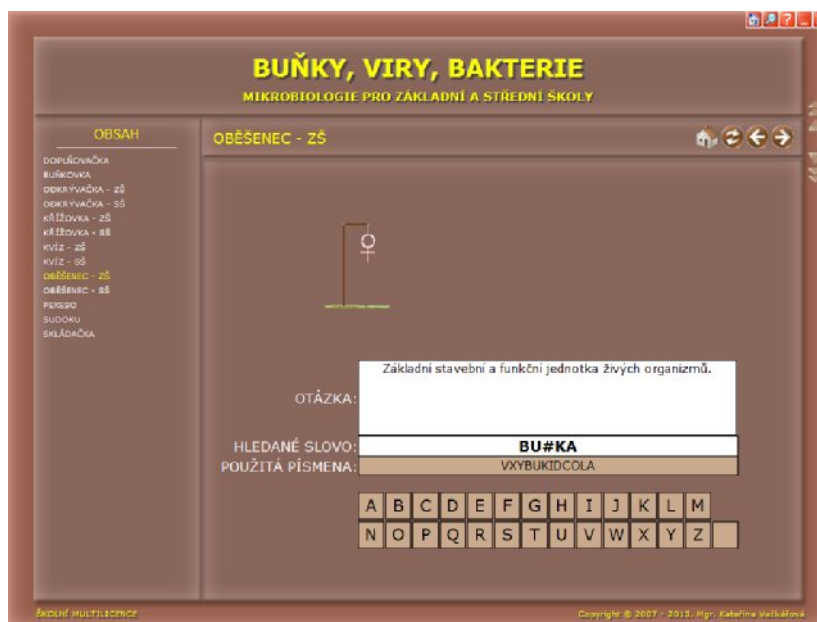 BUŇKY, VIRY, BAKTERIE
MIKROBIOLOGIE PRO ZÁKLADNÍ A STŘEDNÍ ŠKOLY
OBSAH
DOPLŇOVAČKA
BUŇKOVKA
ODKRÝVAČKA - ZŠ
ODKRÝVAČKA - SŠ
KŘÍŽOVKA - ZŠ
KŘÍŽOVKA - SŠ
KVÍZ - ZŠ
KVÍZ - SŠ
OBĚŠENEC - ZŠ
OBĚŠENEC - SŠ
PEXESO
SUDOKU
SKLÁDAČKA
OBĚŠENEC - ZŠ
OTÁZKA: Základní stavební a funkční jednotka živých organizmů.
HLEDANÉ SLOVO: BU#KA
POUŽITÁ PÍSMENA: VXYBUKIDCOLA
A B C D E F G H I J K L M
N O P Q R S T U V W X Y Z
ŠKOLNÍ MULTILICENCE
Copyright © 2007 - 2013. Mgr. Kateřina